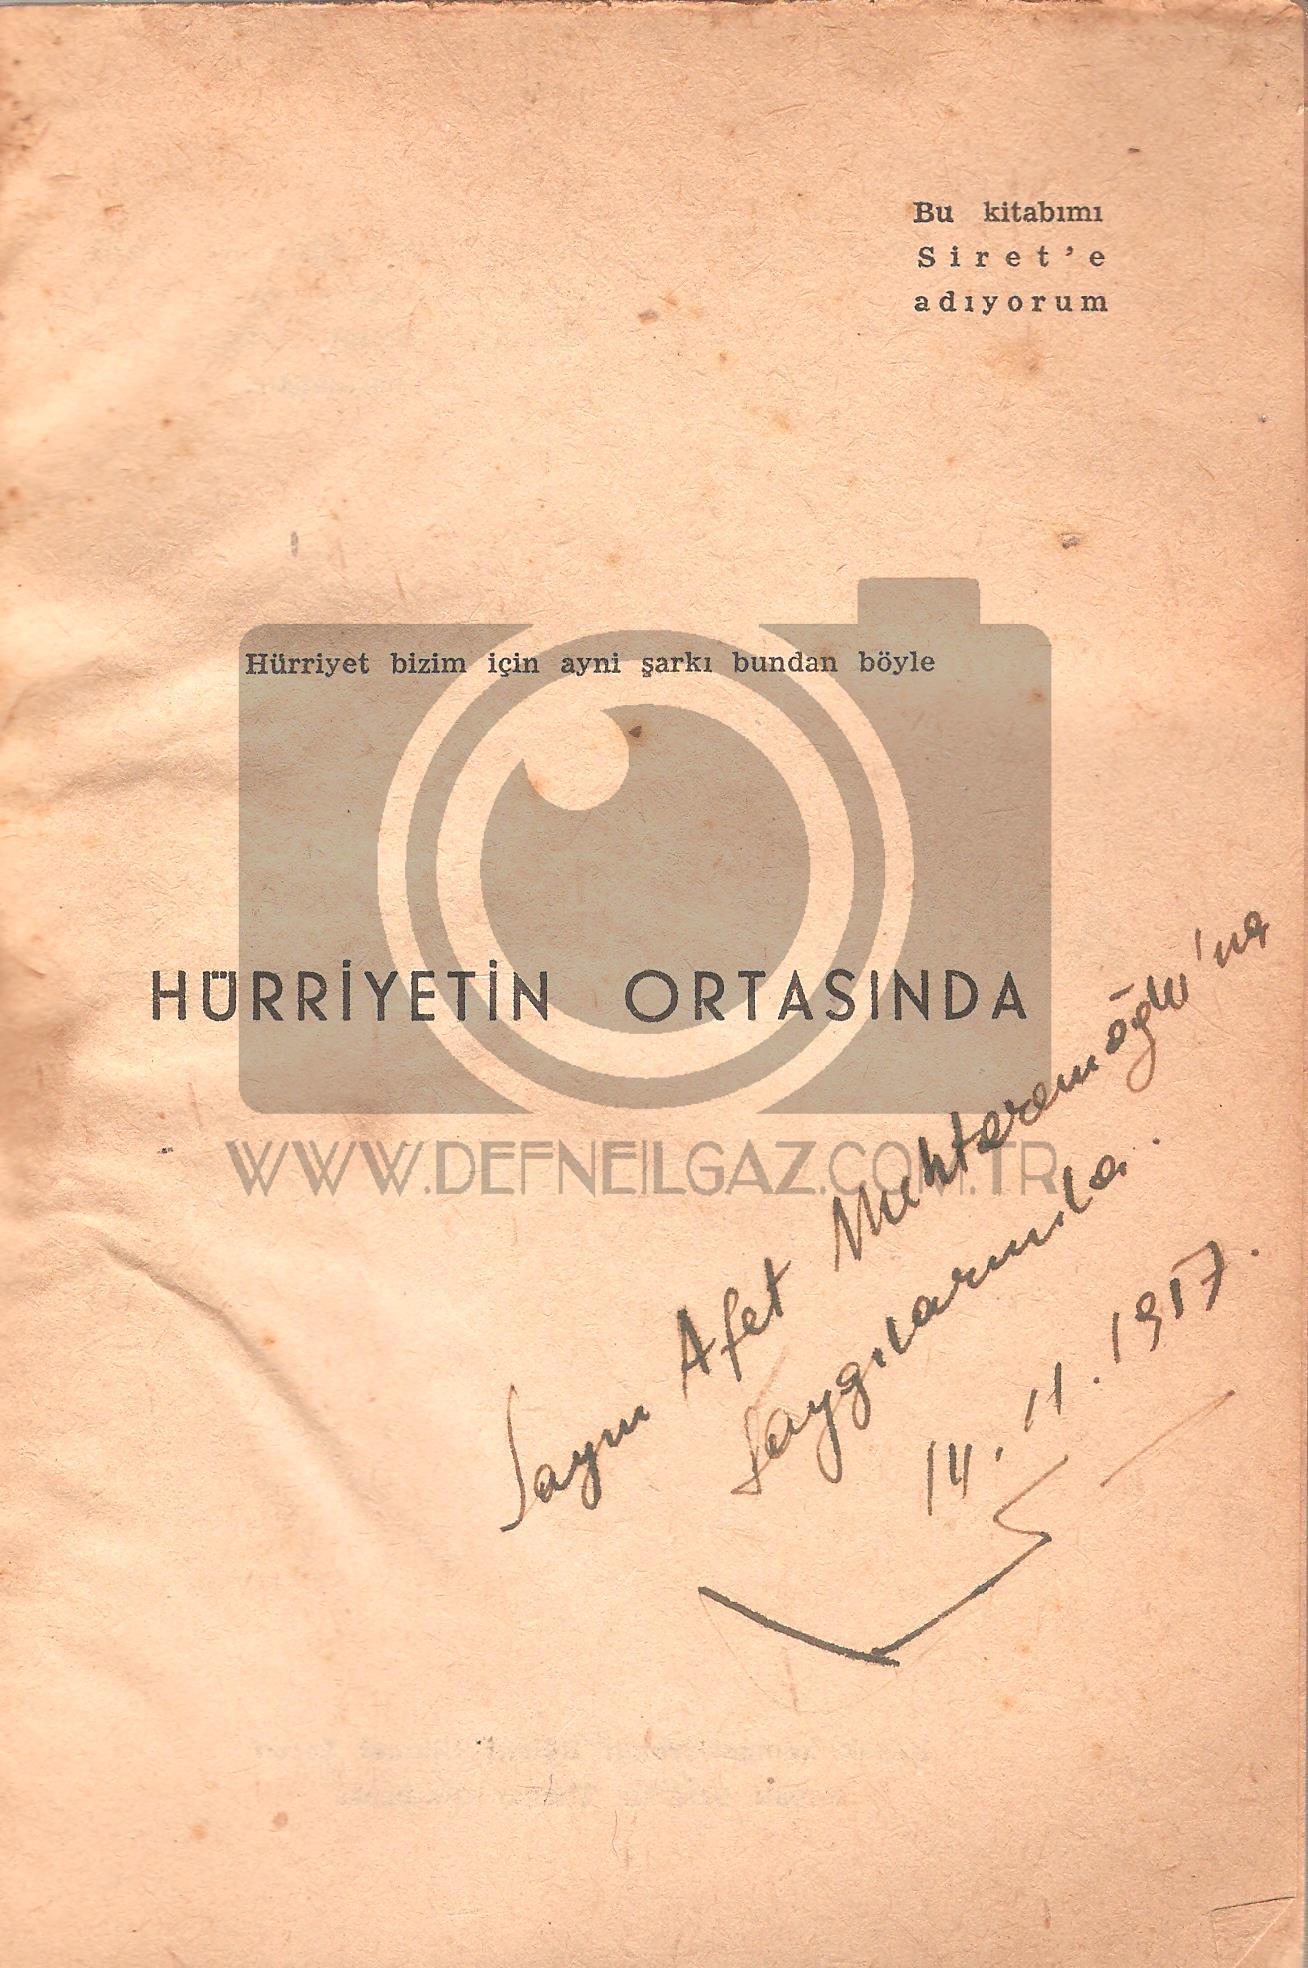 Bu kitabımı
Siret'e
adıyorum
Hürriyet bizim için ayni şarkı bundan böyle
HÜRRİYETİN ORTASINDA
WWW.DEFNEILGAZ.COM.TR
Sayın Afet Muhteremoğlu'na
Saygılarımla.
14.11.1957.